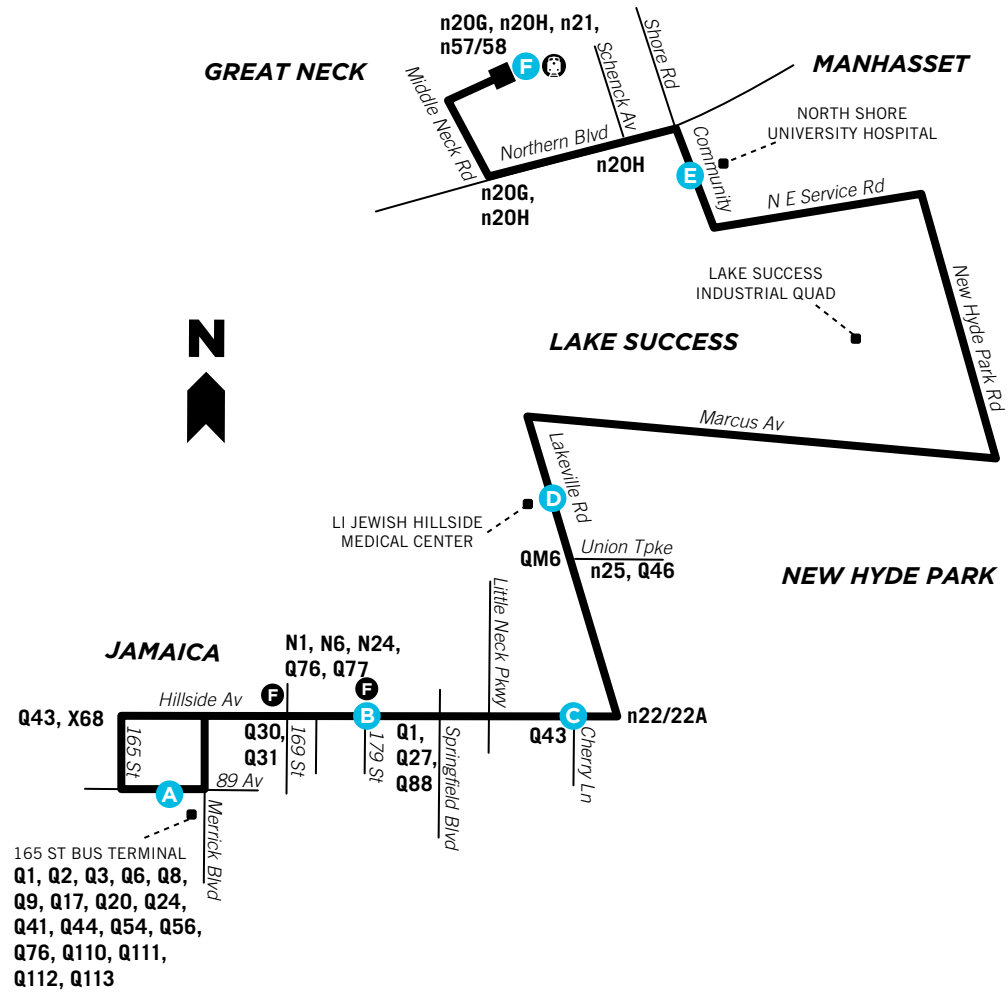 n20G, n20H, n21,
n57/58
F
GREAT NECK
Middle Neck Rd
Schenck Av
Shore Rd
MANHASSET
NORTH SHORE
UNIVERSITY HOSPITAL
Northern Blvd
n20H
Community
E
n20G,
n20H
N E Service Rd
LAKE SUCCESS
INDUSTRIAL QUAD
New Hyde Park Rd
N
LAKE SUCCESS
Marcus Av
Lakeville Rd
D
LI JEWISH HILLSIDE
MEDICAL CENTER
Union Tpke
QM6
n25, Q46
NEW HYDE PARK
Little Neck Pkwy
JAMAICA
N1, N6, N24,
Q76, Q77
Hillside Av
F
F
Q43, X68
B
C
n22/22A
165 St
Q30,
Q31
169 St
179 St
Q1,
Q27,
Q88
Springfield Blvd
Q43
Cherry Ln
89 Av
A
Merrick Blvd
165 ST BUS TERMINAL
Q1, Q2, Q3, Q6, Q8,
Q9, Q17, Q20, Q24,
Q41, Q44, Q54, Q56,
Q76, Q110, Q111,
Q112, Q113